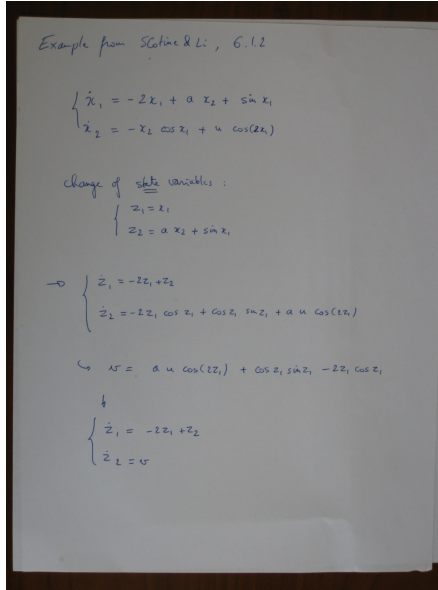 Example from Slotine & Li, 6.1.2
ẋ₁ = -2x₁ + a x₂ + sin x₁
ẋ₂ = -x₂ cos x₁ + u cos(2x₁)
change of state variables :
z₁ = x₁
z₂ = a x₂ + sin x₁
→ ż₁ = -2z₁ + z₂
ż₂ = -2z₁ cos z₁ + cos z₁ sin z₁ + a u cos(2z₁)
↳ v = a u cos(2z₁) + cos z₁ sin z₁ - 2z₁ cos z₁
↓
ż₁ = -2z₁ + z₂
ż₂ = v